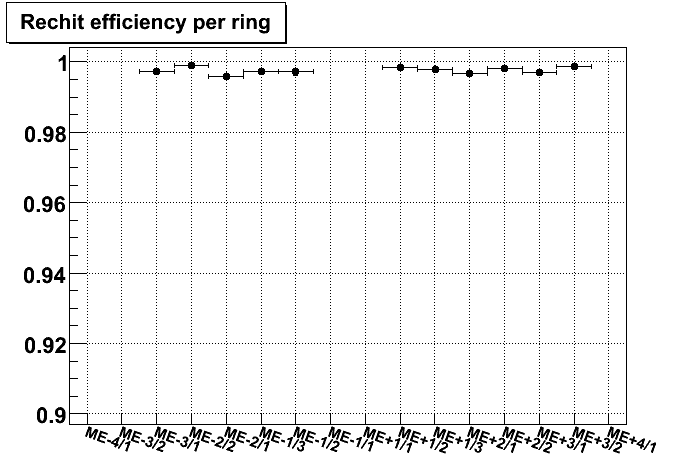 Rechit efficiency per ring
1
0.98
0.96
0.94
0.92
0.9
ME-4/1
ME-3/2
ME-3/1
ME-2/2
ME-2/1
ME-1/3
ME-1/2
ME-1/1
ME+1/1
ME+1/2
ME+1/3
ME+2/1
ME+2/2
ME+3/1
ME+3/2
ME+4/1